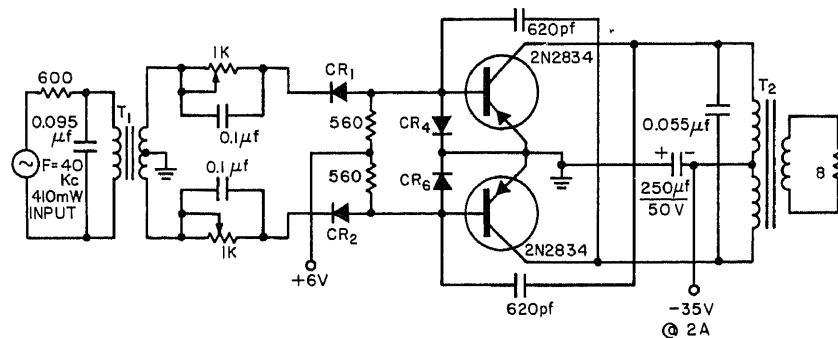 620pf
1K
2N2834
600
CR1
T1
T2
0.095
μf
560
CR4
0.055μf
0.1μf
F=40
Kc
410mW
INPUT
0.1μf
560
CR6
+ −
250μf
50V
8
1K
CR2
2N2834
+6V
620pf
−35V
@ 2A